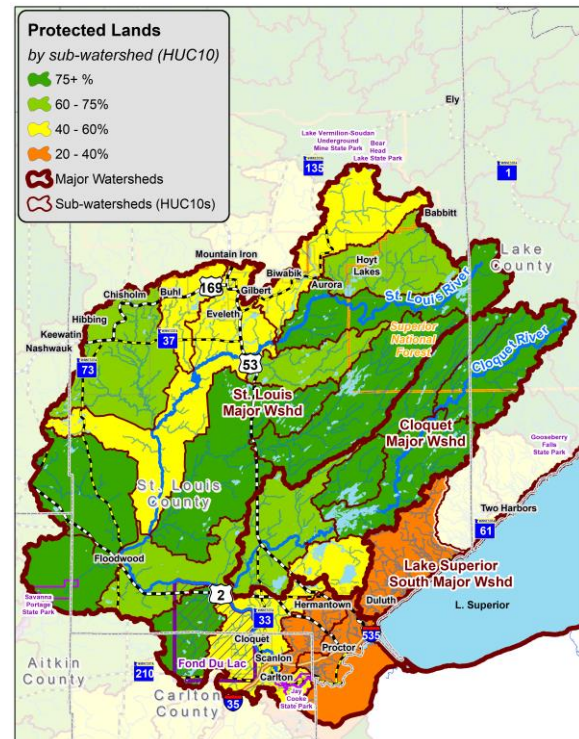 Protected Lands
by sub-watershed (HUC10)
75+ %
60 - 75%
40 - 60%
20 - 40%
Major Watersheds
Sub-watersheds (HUC10s)
Ely
Lake Vermilion-Soudan
Underground
Mine State Park
Bear
Head
Lake State Park
135
1
Babbitt
Mountain Iron
Biwabik
Hoyt
Lakes
Lake
County
Chisholm
Buhl
169
Gilbert
Aurora
St. Louis River
Hibbing
Eveleth
Keewatin
Nashwauk
37
Superior
National
Forest
Cloquet River
73
53
St. Louis
Major Wshd
Cloquet
Major Wshd
Gooseberry
Falls
State Park
St. Louis
County
Two Harbors
61
Floodwood
Lake Superior
South Major Wshd
Savanna
Portage
State Park
2
Hermantown
Duluth
L. Superior
33
535
Cloquet
Proctor
Aitkin
County
Fond Du Lac
Scanlon
210
Carlton
Carlton
County
Jay
Cooke
State Park
35